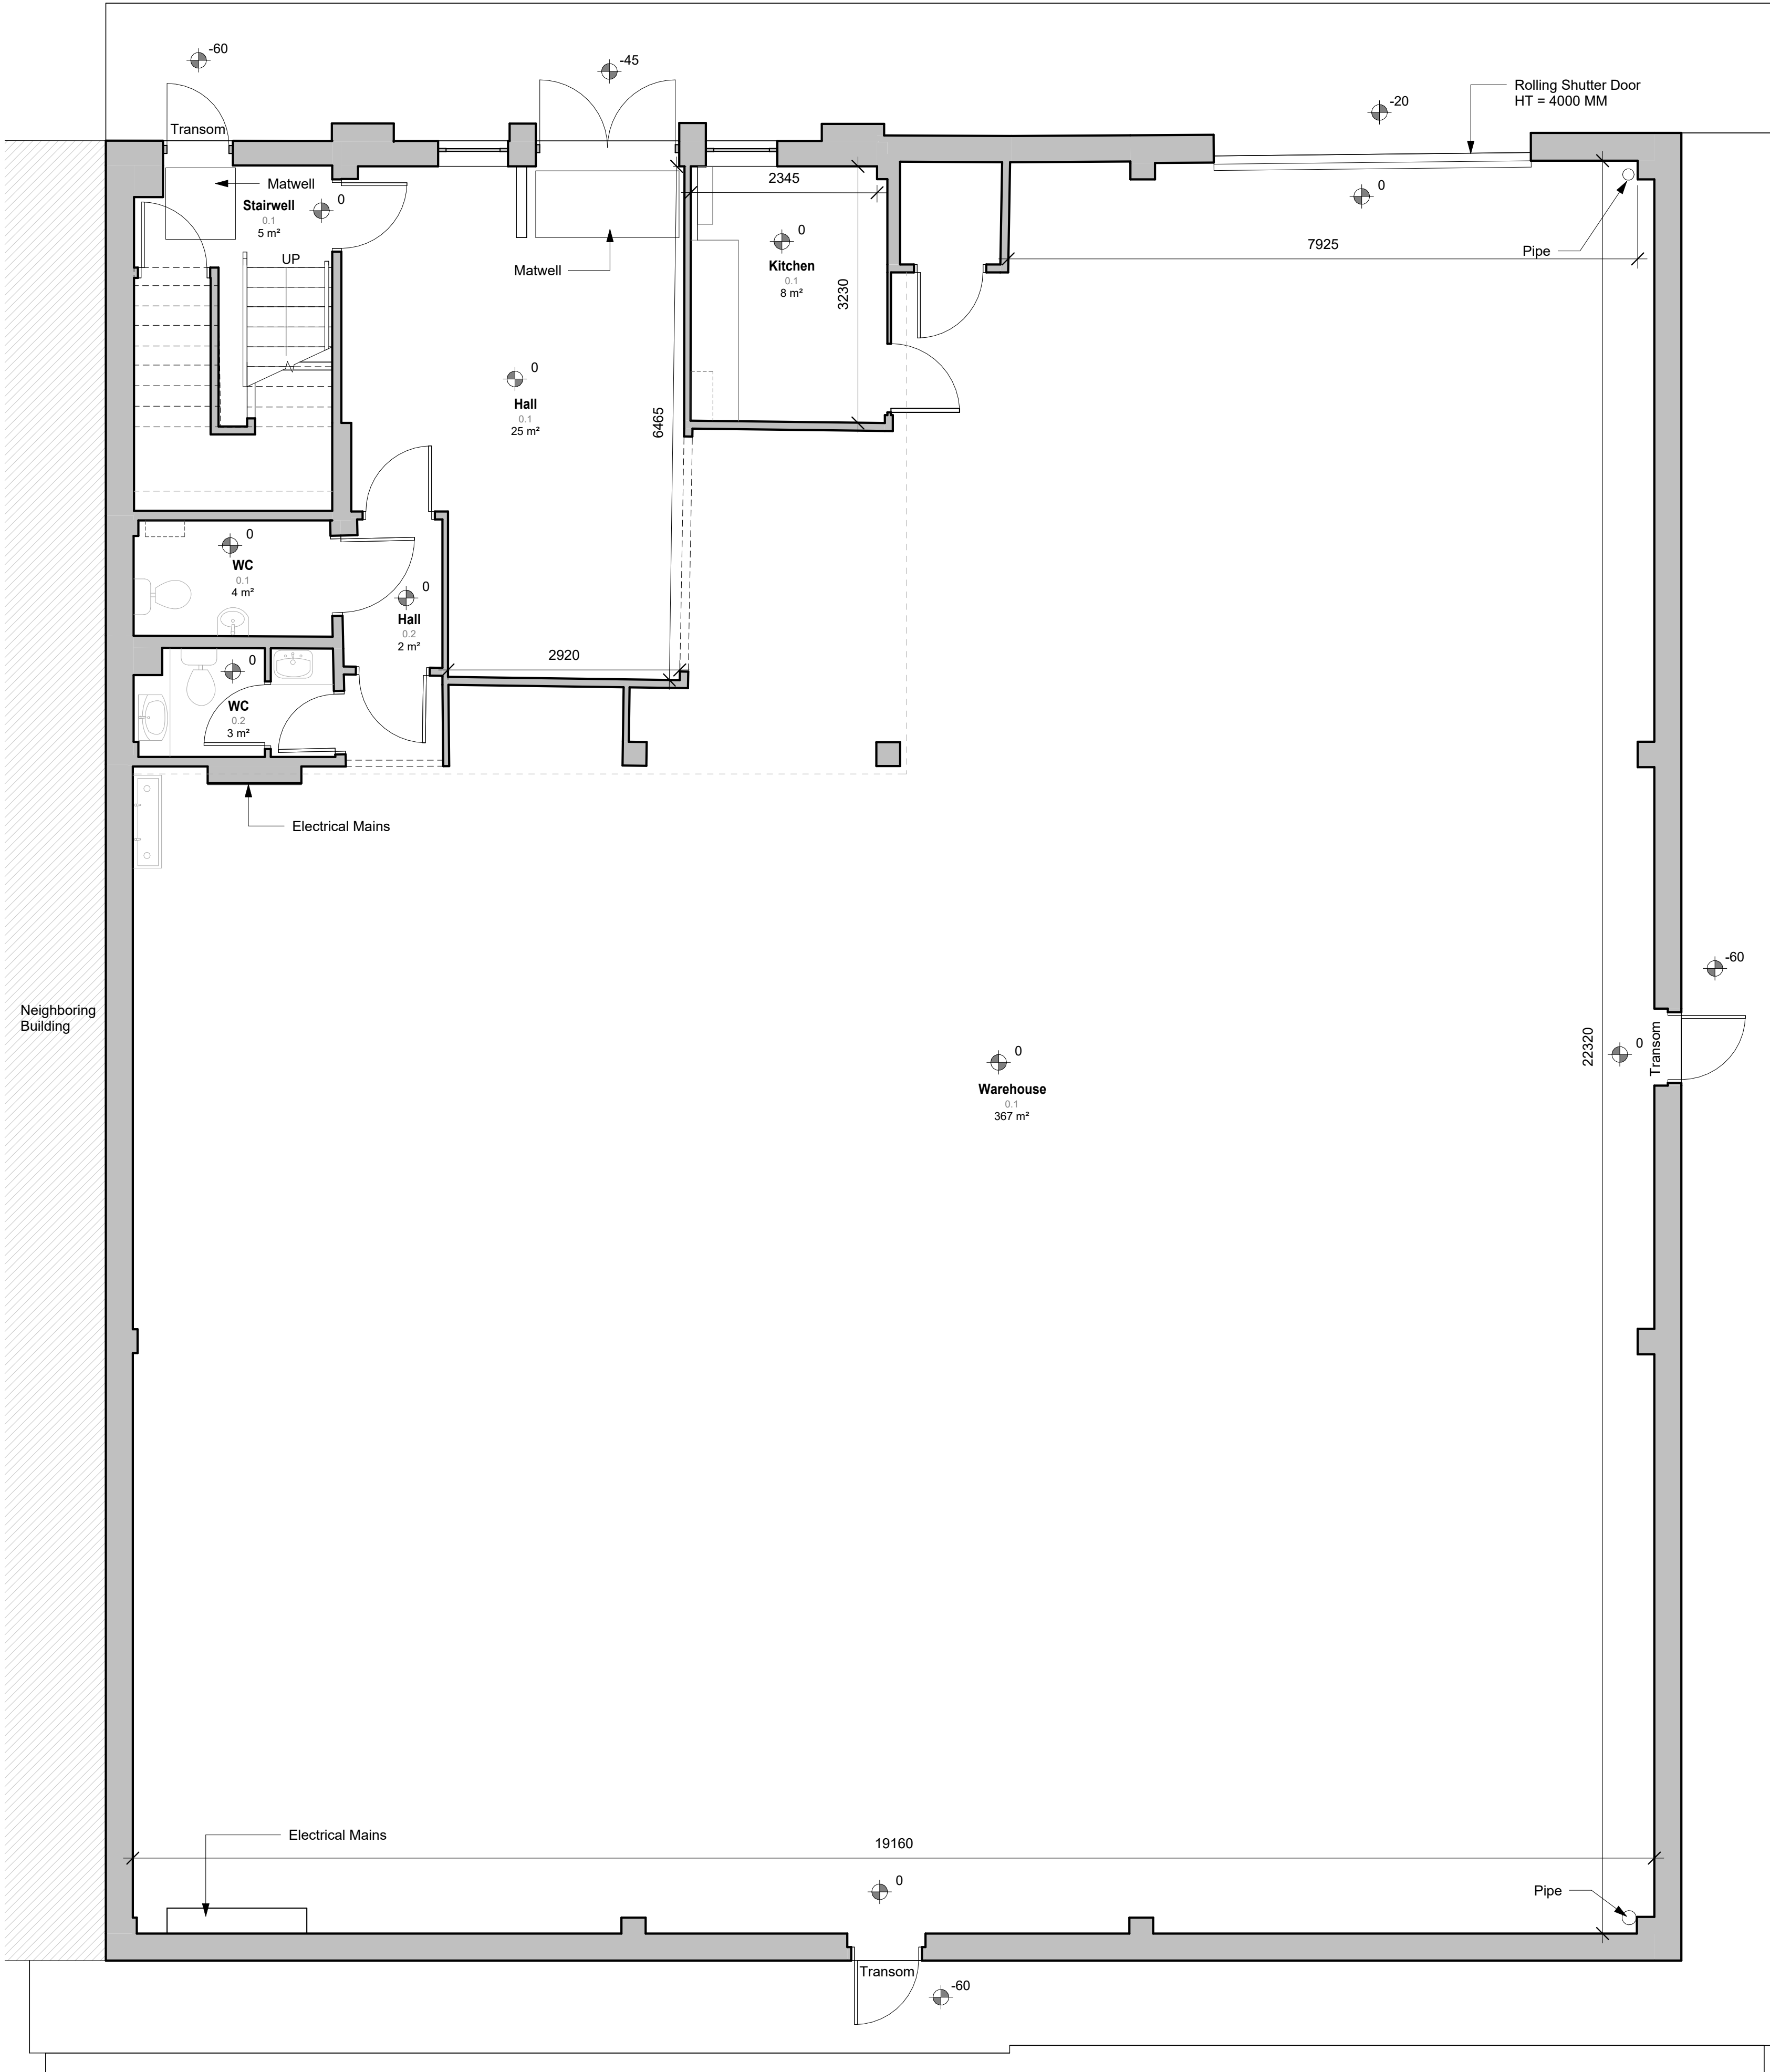 -60
-45
-20
Rolling Shutter Door
HT = 4000 MM
Transom
Matwell
Stairwell
0.1
5 m²
0
UP
Matwell
2345
0
Kitchen
0.1
8 m²
3230
0
7925
Pipe
0
Hall
0.1
25 m²
6465
0
WC
0.1
4 m²
0
Hall
0.2
2 m²
2920
0
WC
0.2
3 m²
Electrical Mains
Neighboring
Building
0
Warehouse
0.1
367 m²
22320
0
Transom
-60
Electrical Mains
19160
0
Pipe
Transom
-60